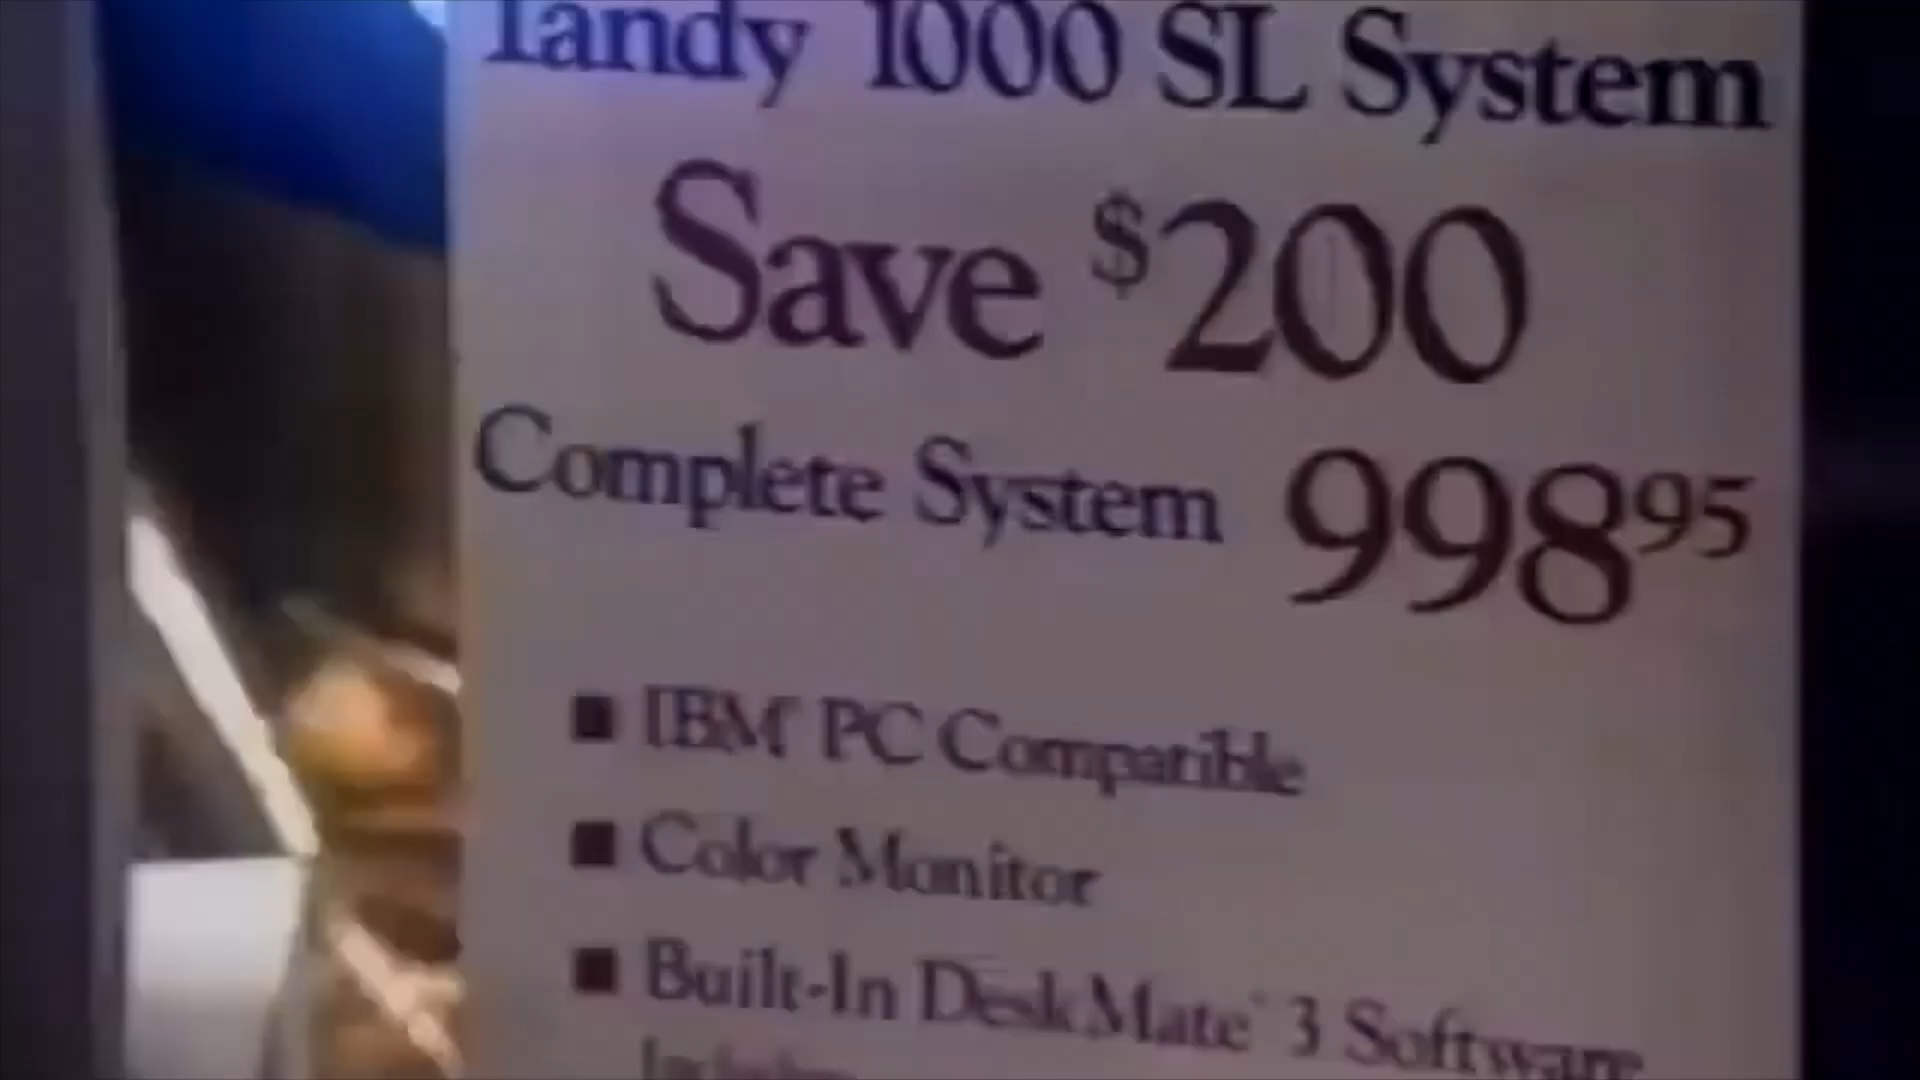 Tandy 1000 SL System
Save $200
Complete System 998 95
■ IBM PC Compatible
■ Color Monitor
■ Built-In DeskMate 3 Software